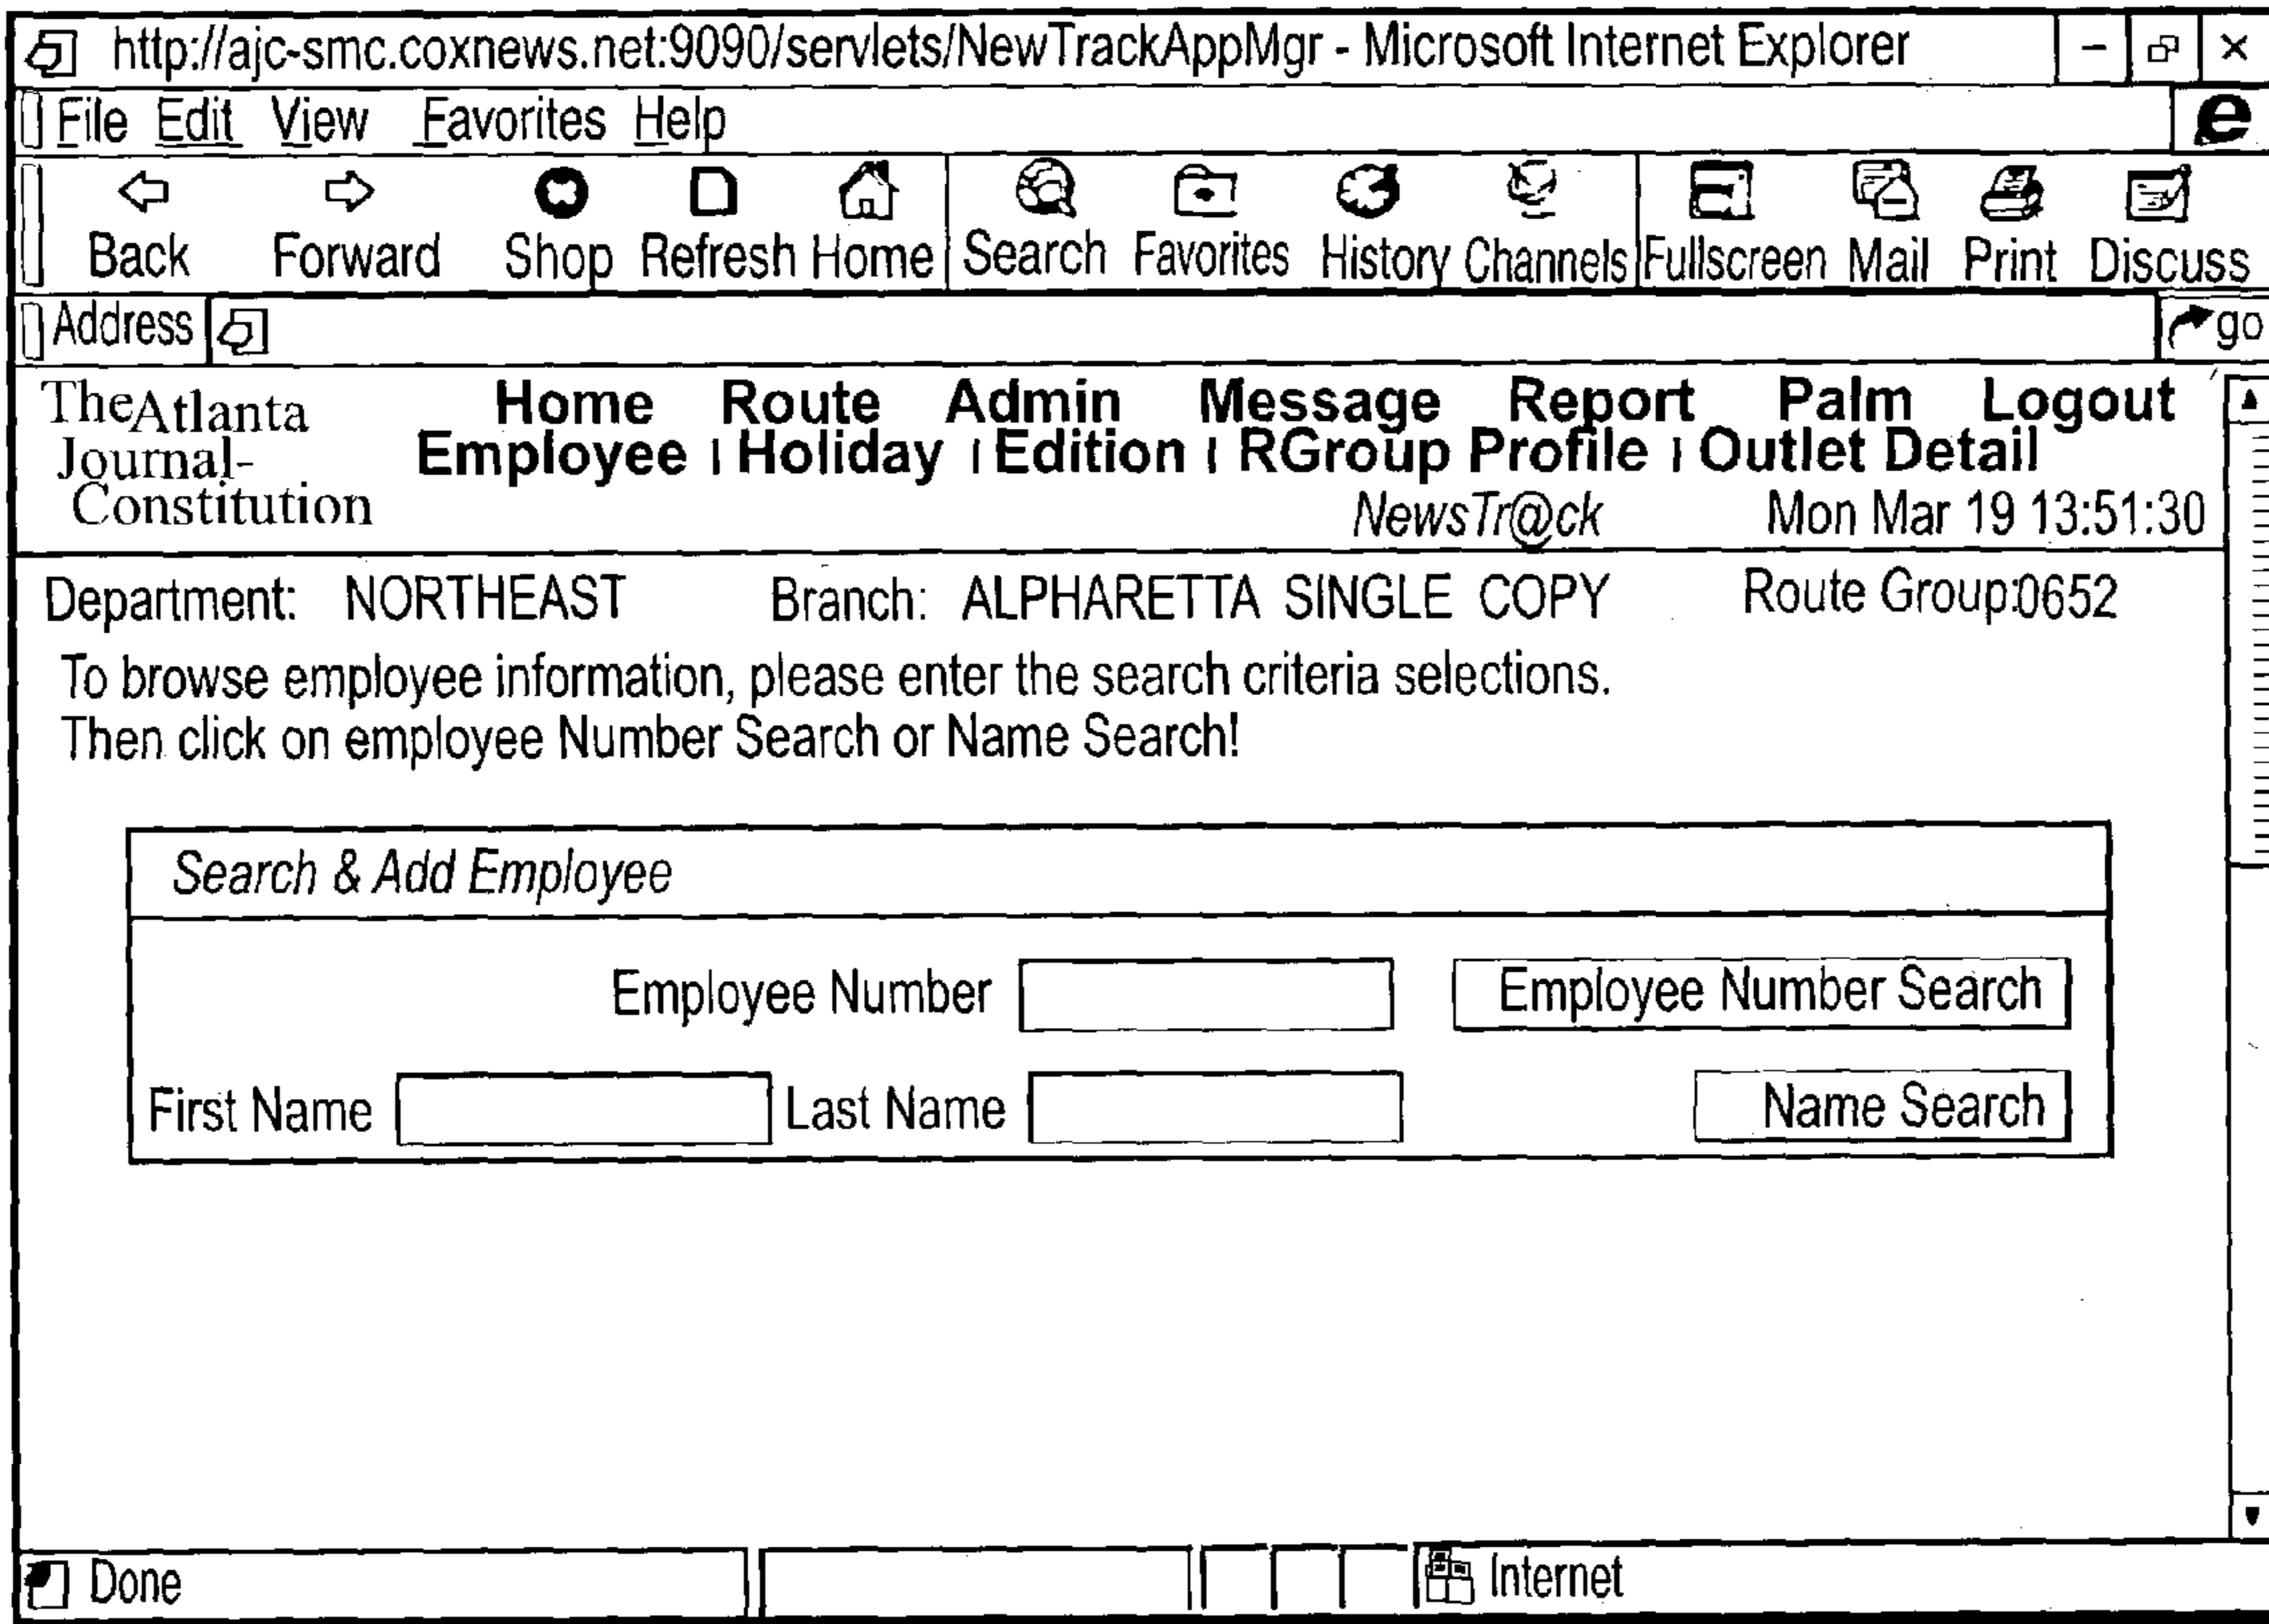 http://ajc-smc.coxnews.net:9090/servlets/NewTrackAppMgr - Microsoft Internet Explorer
File Edit View Favorites Help
Back Forward Shop Refresh Home Search Favorites History Channels Fullscreen Mail Print Discuss
Address go
The Atlanta
Journal-
Constitution
Home Route Admin Message Report Palm Logout
Employee | Holiday | Edition | RGroup Profile | Outlet Detail
NewsTr@ck Mon Mar 19 13:51:30
Department: NORTHEAST Branch: ALPHARETTA SINGLE COPY Route Group:0652
To browse employee information, please enter the search criteria selections.
Then click on employee Number Search or Name Search!
Search & Add Employee
Employee Number Employee Number Search
First Name Last Name Name Search
Done Internet